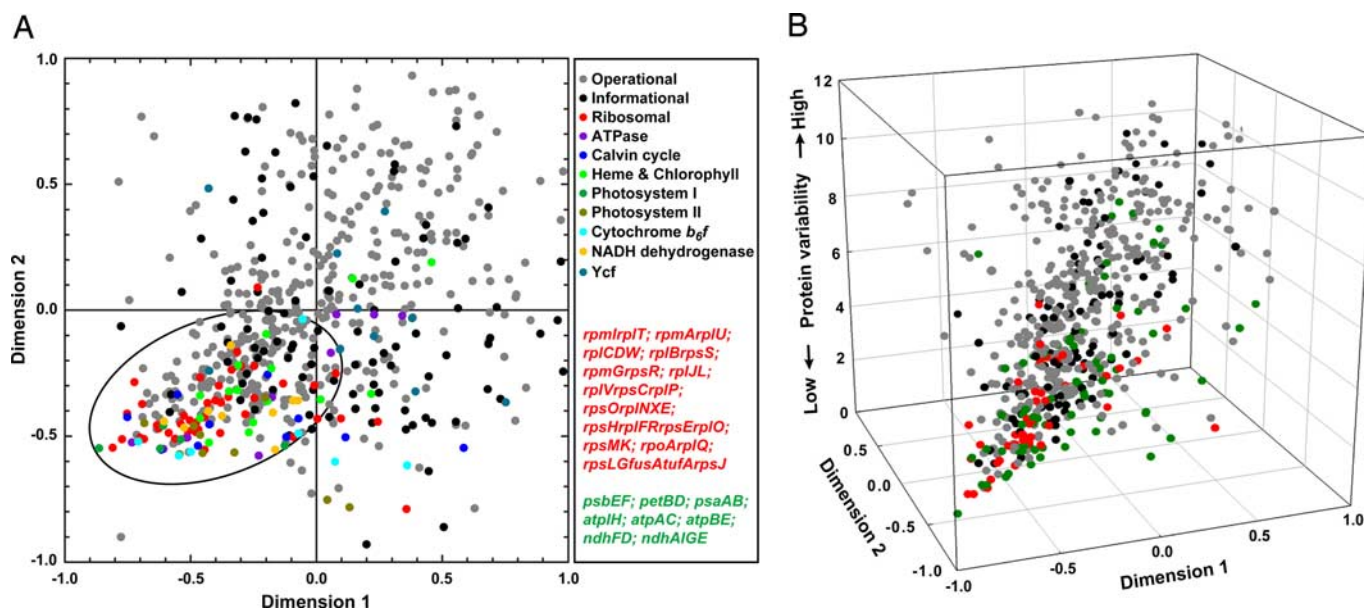 A
1.0
0.5
0.0
-0.5
-1.0
Dimension 2
-1.0 -0.5 0.0 0.5 1.0
Dimension 1
Operational
Informational
Ribosomal
ATPase
Calvin cycle
Heme & Chlorophyll
Photosystem I
Photosystem II
Cytochrome b6f
NADH dehydrogenase
Ycf
rpmIrplT; rpmArplU;
rplCDW; rplBrpsS;
rpmGrpsR; rplJL;
rplVrpsCrplP;
rpsOrplNXE;
rpsHrplFRrpsErplO;
rpsMK; rpoArplQ;
rpsLGfusAtufArpsJ
psbEF; petBD; psaAB;
atpIH; atpAC; atpBE;
ndhFD; ndhAIGE
B
12
10
8
6
4
2
0
Low ← Protein variability → High
0.5
0.0
-0.5
-1.0
Dimension 2
-1.0 -0.5 0.0 0.5 1.0
Dimension 1